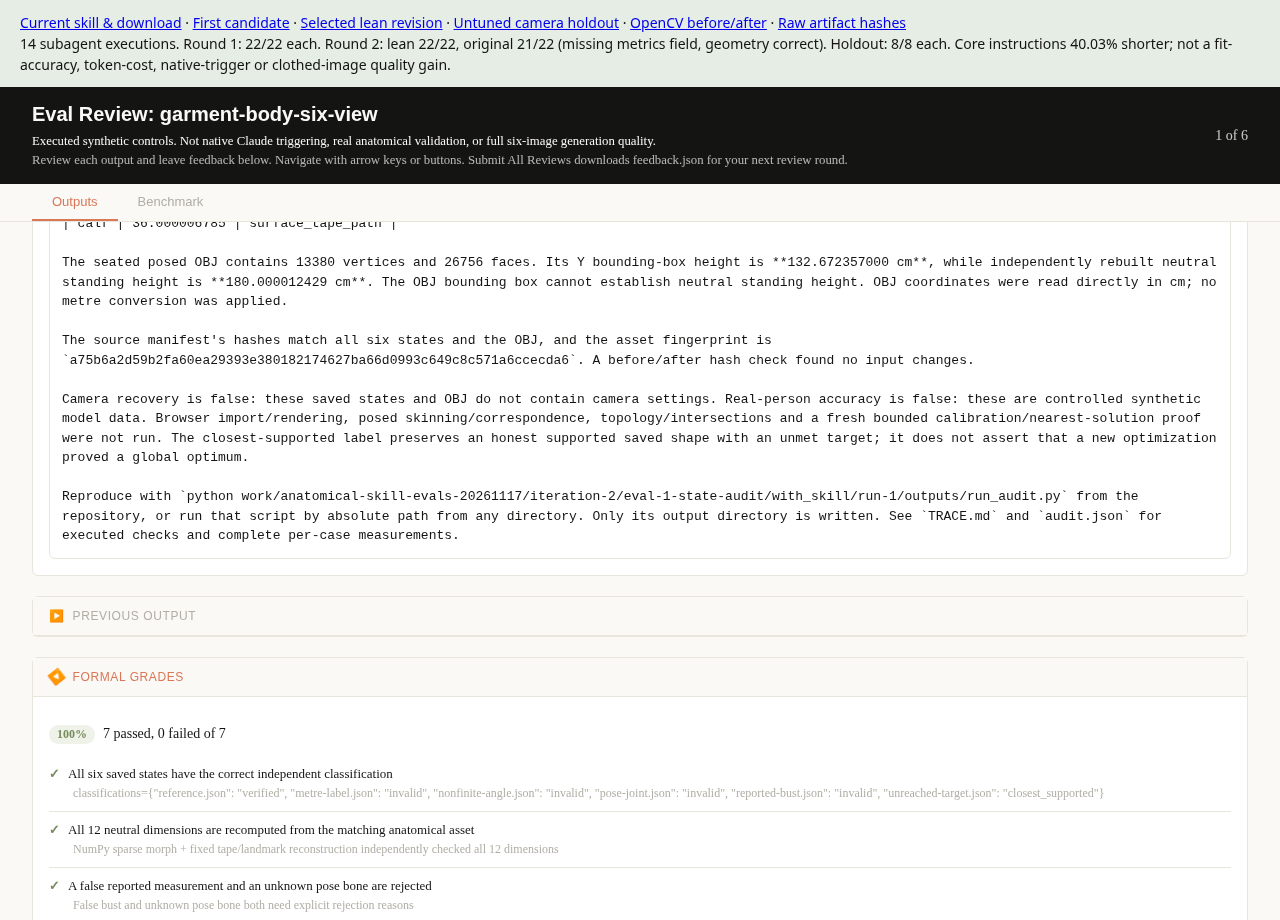 Current skill & download · First candidate · Selected lean revision · Untuned camera holdout · OpenCV before/after · Raw artifact hashes
14 subagent executions. Round 1: 22/22 each. Round 2: lean 22/22, original 21/22 (missing metrics field, geometry correct). Holdout: 8/8 each. Core instructions 40.03% shorter; not a fit-
accuracy, token-cost, native-trigger or clothed-image quality gain.
Eval Review: garment-body-six-view
Executed synthetic controls. Not native Claude triggering, real anatomical validation, or full six-image generation quality.
Review each output and leave feedback below. Navigate with arrow keys or buttons. Submit All Reviews downloads feedback.json for your next review round.
1 of 6
Outputs
Benchmark
| calf | 36.000006785 | surface_tape_path |
The seated posed OBJ contains 13380 vertices and 26756 faces. Its Y bounding-box height is **132.672357000 cm**, while independently rebuilt neutral
standing height is **180.000012429 cm**. The OBJ bounding box cannot establish neutral standing height. OBJ coordinates were read directly in cm; no
metre conversion was applied.
The source manifest's hashes match all six states and the OBJ, and the asset fingerprint is
`a75b6a2d59b2fa60ea29393e380182174627ba66d0993c649c8c571a6ccecda6`. A before/after hash check found no input changes.
Camera recovery is false: these saved states and OBJ do not contain camera settings. Real-person accuracy is false: these are controlled synthetic
model data. Browser import/rendering, posed skinning/correspondence, topology/intersections and a fresh bounded calibration/nearest-solution proof
were not run. The closest-supported label preserves an honest supported saved shape with an unmet target; it does not assert that a new optimization
proved a global optimum.
Reproduce with `python work/anatomical-skill-evals-20261117/iteration-2/eval-1-state-audit/with_skill/run-1/outputs/run_audit.py` from the
repository, or run that script by absolute path from any directory. Only its output directory is written. See `TRACE.md` and `audit.json` for
executed checks and complete per-case measurements.
PREVIOUS OUTPUT
FORMAL GRADES
100% 7 passed, 0 failed of 7
✓ All six saved states have the correct independent classification
classifications={"reference.json": "verified", "metre-label.json": "invalid", "nonfinite-angle.json": "invalid", "pose-joint.json": "invalid", "reported-bust.json": "invalid", "unreached-target.json": "closest_supported"}
✓ All 12 neutral dimensions are recomputed from the matching anatomical asset
NumPy sparse morph + fixed tape/landmark reconstruction independently checked all 12 dimensions
✓ A false reported measurement and an unknown pose bone are rejected
False bust and unknown pose bone both need explicit rejection reasons